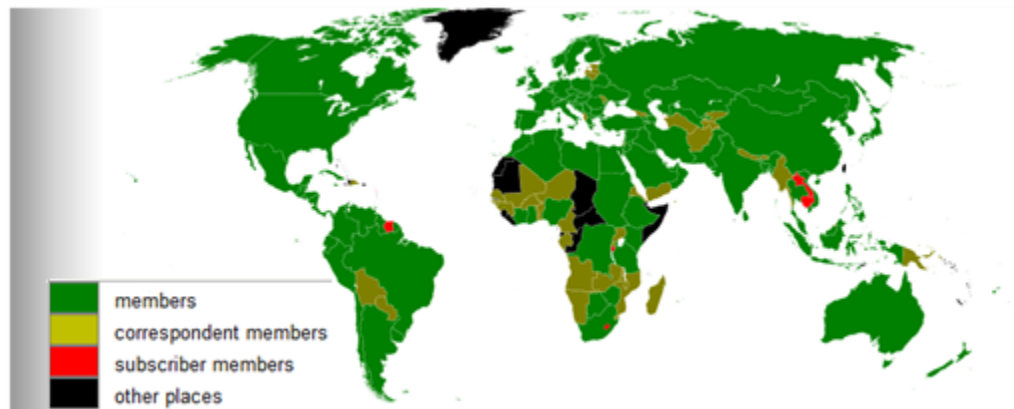 members
correspondent members
subscriber members
other places